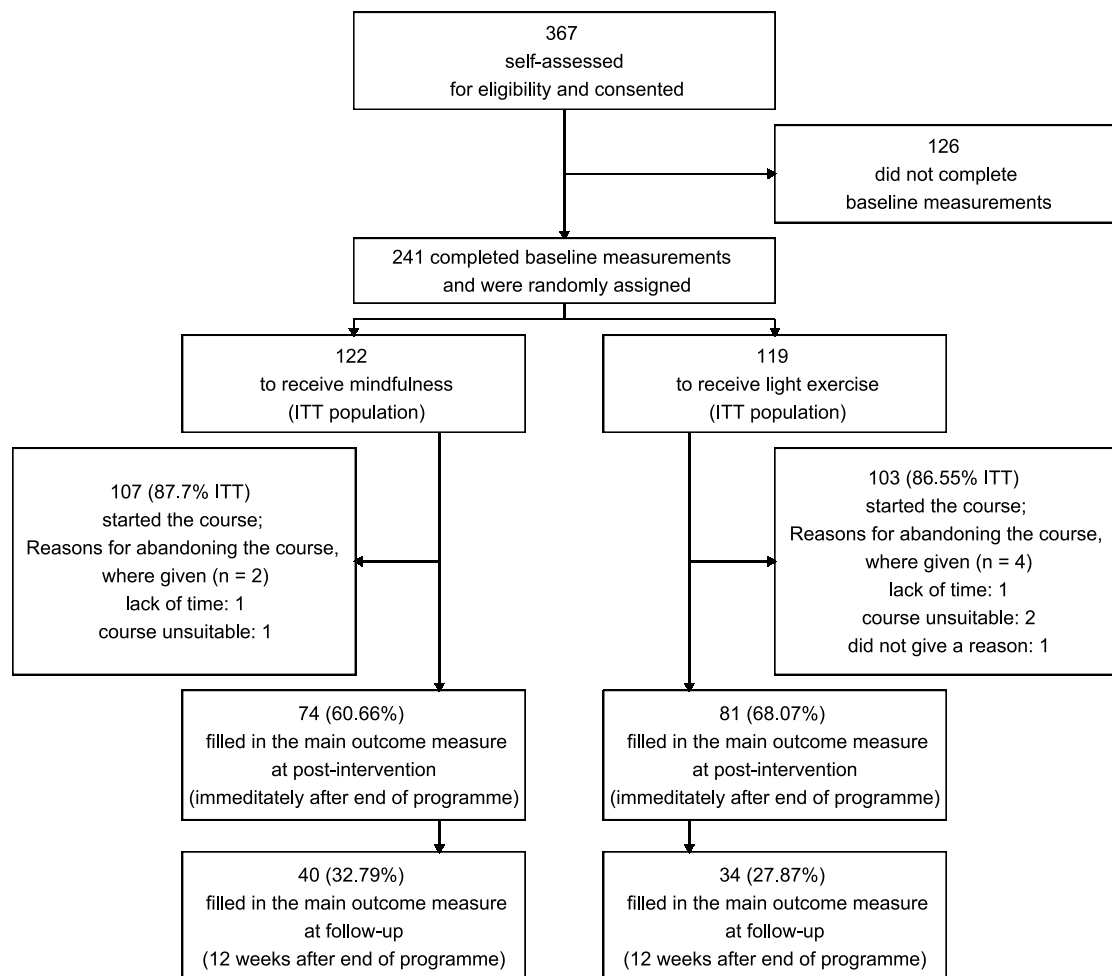 367
self-assessed
for eligibility and consented
126
did not complete
baseline measurements
241 completed baseline measurements
and were randomly assigned
122
to receive mindfulness
(ITT population)
119
to receive light exercise
(ITT population)
107 (87.7% ITT)
started the course;
Reasons for abandoning the course,
where given (n = 2)
lack of time: 1
course unsuitable: 1
103 (86.55% ITT)
started the course;
Reasons for abandoning the course,
where given (n = 4)
lack of time: 1
course unsuitable: 2
did not give a reason: 1
74 (60.66%)
filled in the main outcome measure
at post-intervention
(immeditately after end of programme)
81 (68.07%)
filled in the main outcome measure
at post-intervention
(immeditately after end of programme)
40 (32.79%)
filled in the main outcome measure
at follow-up
(12 weeks after end of programme)
34 (27.87%)
filled in the main outcome measure
at follow-up
(12 weeks after end of programme)